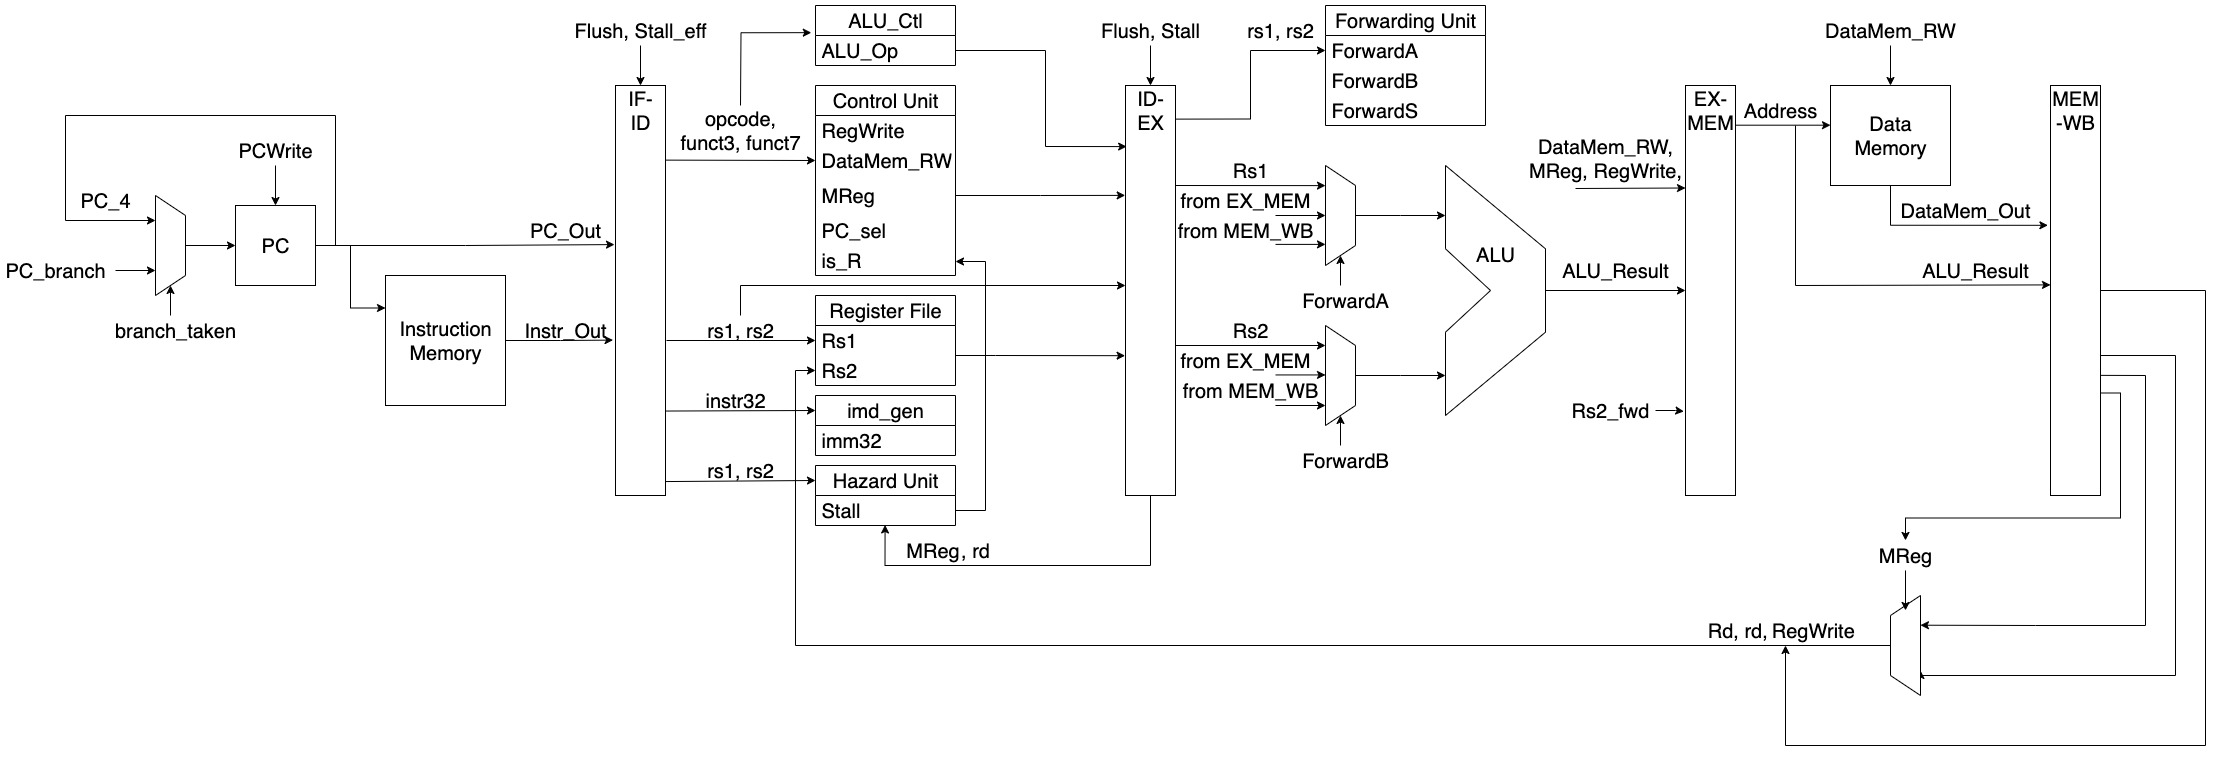 Flush, Stall_eff
ALU_Ctl
ALU_Op
Flush, Stall
rs1, rs2
Forwarding Unit
ForwardA
ForwardB
ForwardS
DataMem_RW
IF-
ID
opcode,
funct3, funct7
Control Unit
RegWrite
DataMem_RW
MReg
PC_sel
is_R
ID-
EX
EX-
MEM
Address
Data
Memory
MEM
-WB
PCWrite
PC_4
PC
PC_branch
branch_taken
PC_Out
Instruction
Memory
Instr_Out
rs1, rs2
Register File
Rs1
Rs2
instr32
imd_gen
imm32
rs1, rs2
Hazard Unit
Stall
MReg, rd
Rs1
from EX_MEM
from MEM_WB
ForwardA
Rs2
from EX_MEM
from MEM_WB
ForwardB
ALU
ALU_Result
DataMem_RW,
MReg, RegWrite,
Rs2_fwd
DataMem_Out
ALU_Result
MReg
Rd, rd, RegWrite